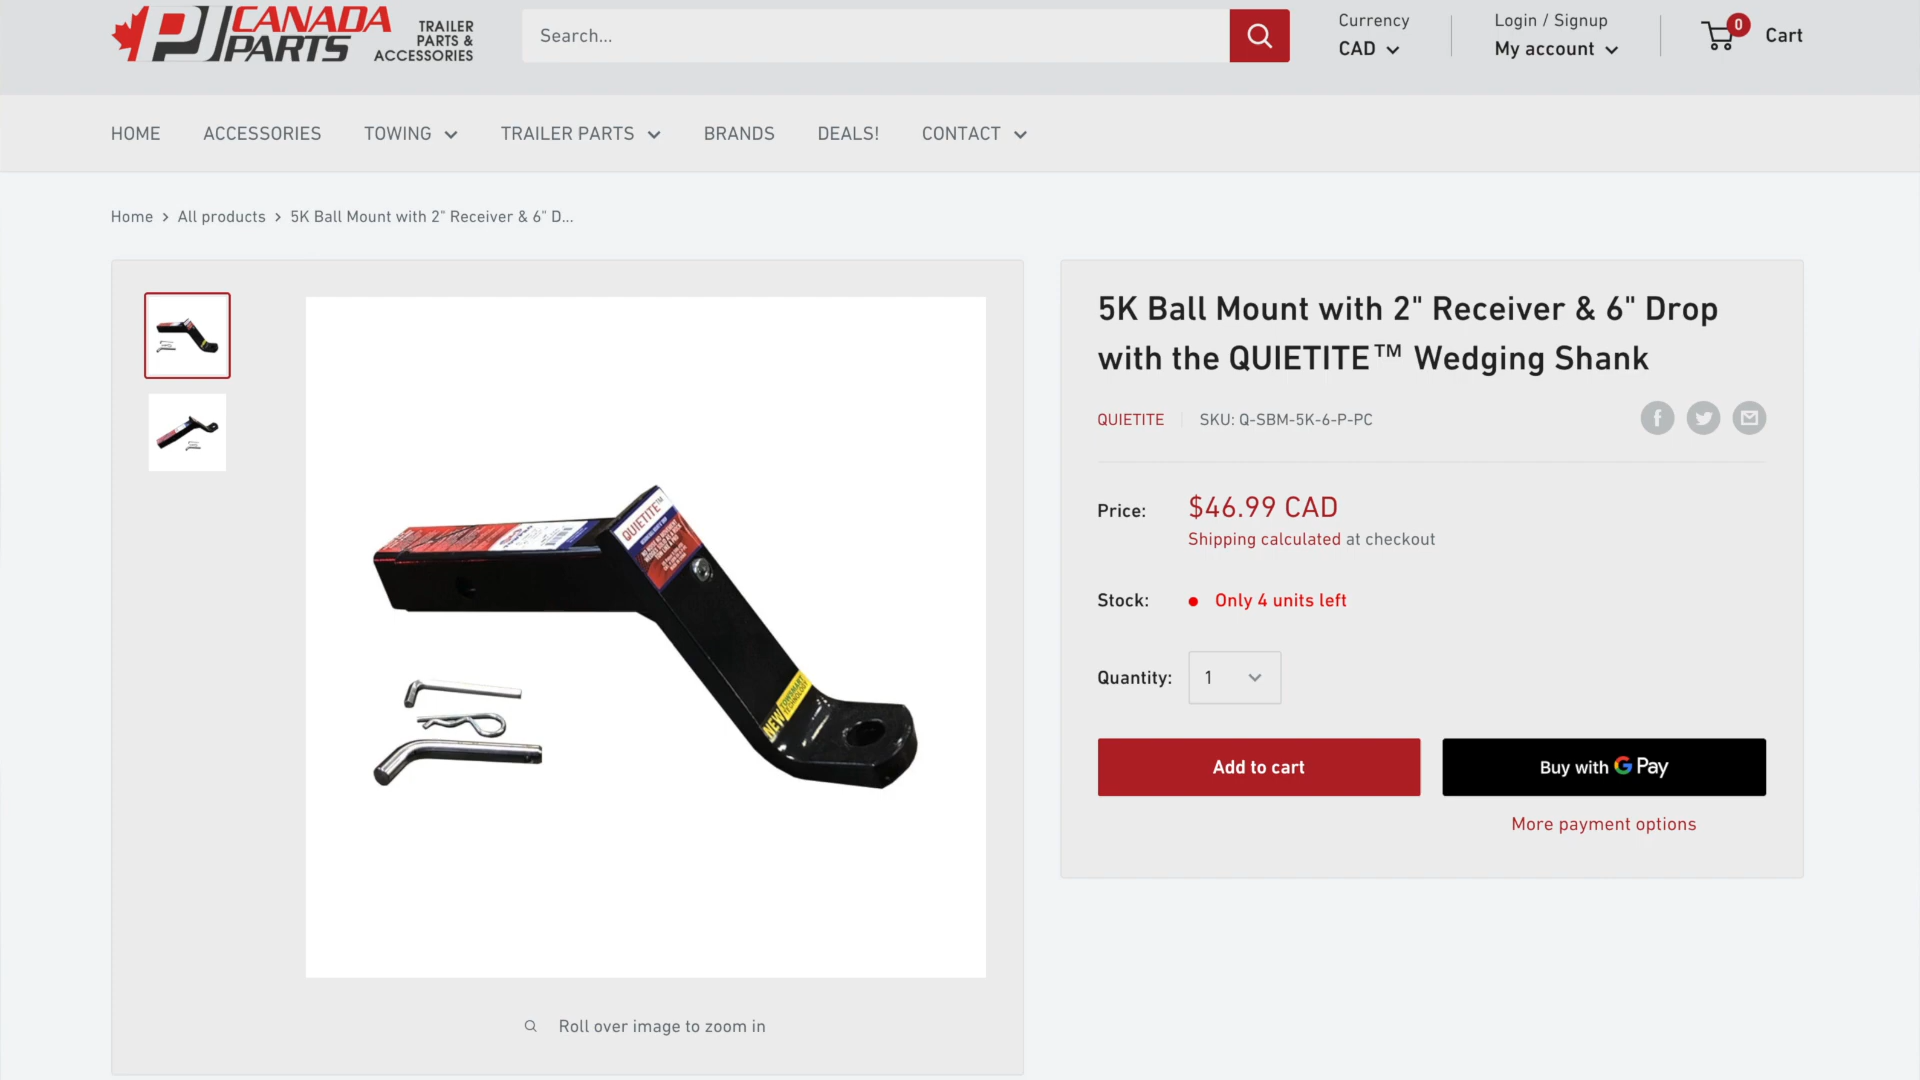 PJ CANADA PARTS
TRAILER PARTS & ACCESSORIES
Search...
Currency
CAD
Login / Signup
My account
0
Cart
HOME
ACCESSORIES
TOWING
TRAILER PARTS
BRANDS
DEALS!
CONTACT
Home > All products > 5K Ball Mount with 2" Receiver & 6" D...
5K Ball Mount with 2" Receiver & 6" Drop
with the QUIETITE™ Wedging Shank
QUIETITE
SKU: Q-SBM-5K-6-P-PC
Price:
$46.99 CAD
Shipping calculated at checkout
Stock:
Only 4 units left
Quantity:
1
Add to cart
Buy with G Pay
More payment options
QUIETITE™
NEW TOWSMART TECHNOLOGY
Roll over image to zoom in